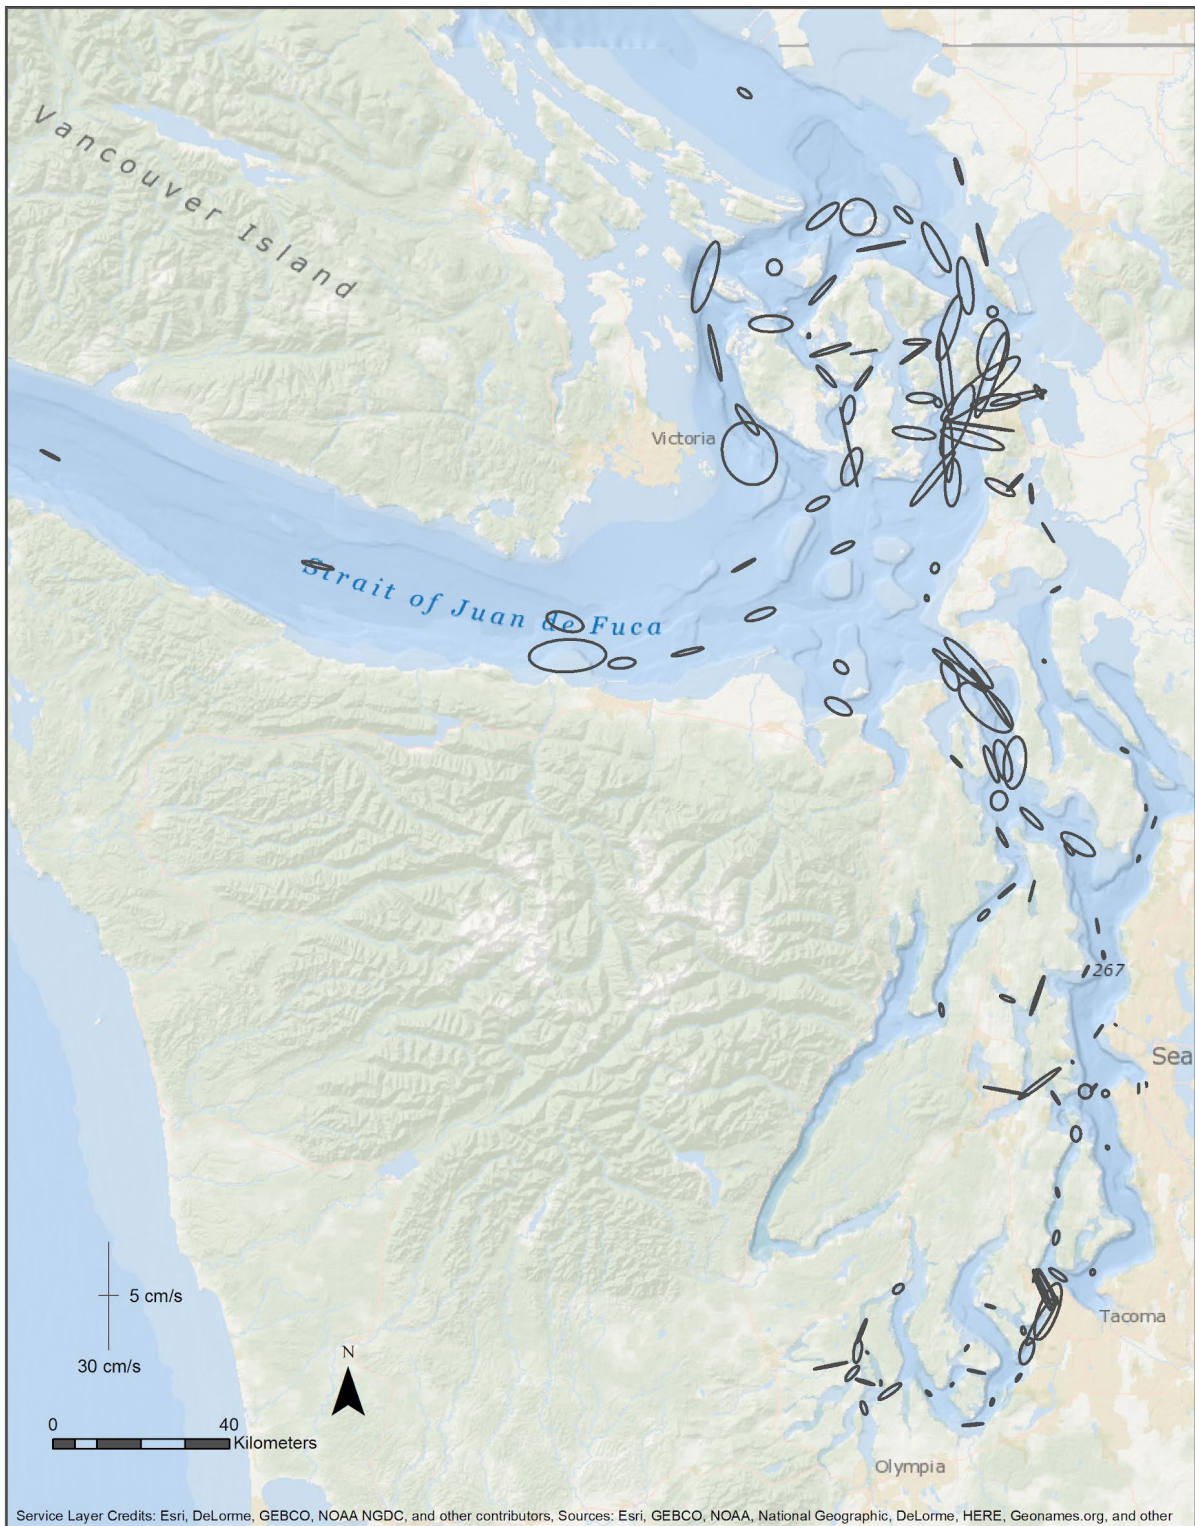 Vancouver Island
Victoria
Strait of Juan de Fuca
267
Sea
5 cm/s
30 cm/s
N
Tacoma
0 40
Kilometers
Olympia
Service Layer Credits: Esri, DeLorme, GEBCO, NOAA NGDC, and other contributors, Sources: Esri, GEBCO, NOAA, National Geographic, DeLorme, HERE, Geonames.org, and other